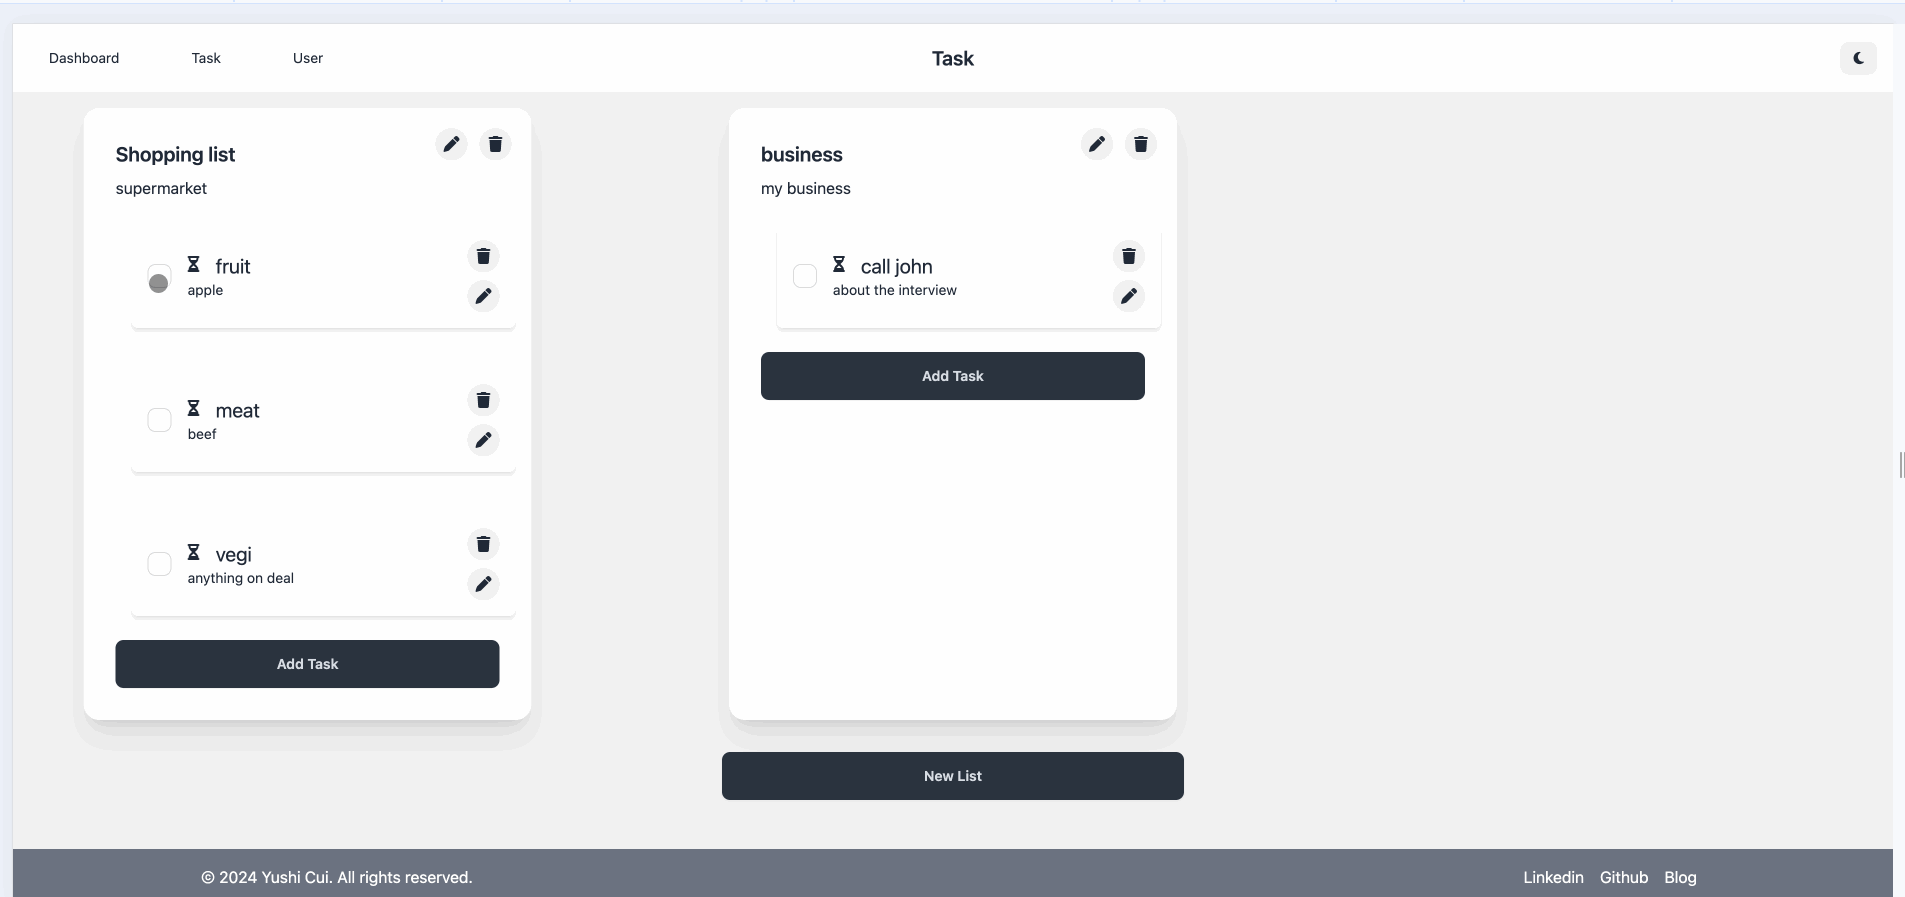 Dashboard Task User Task
Shopping list
supermarket
fruit
apple
meat
beef
vegi
anything on deal
Add Task
business
my business
call john
about the interview
Add Task
New List
© 2024 Yushi Cui. All rights reserved.
Linkedin Github Blog